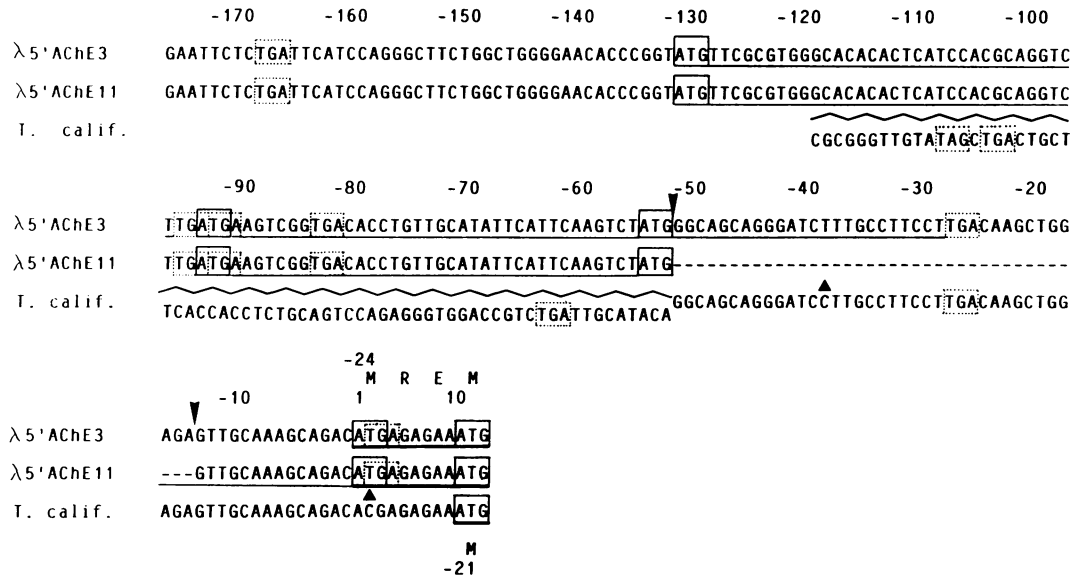 -170 -160 -150 -140 -130 -120 -110 -100
λ5'AChE3 GAATTCTCTGATTCATCCAGGGCTTCTGGCTGGGGAACACCCGGTATGTTCGCGTGGGCACACACTCATCCACGCAGGTC
λ5'AChE11 GAATTCTCTGATTCATCCAGGGCTTCTGGCTGGGGAACACCCGGTATGTTCGCGTGGGCACACACTCATCCACGCAGGTC
T. calif. CGCGGGTTGTATAGCTGACTGCT
-90 -80 -70 -60 -50 -40 -30 -20
λ5'AChE3 TTGATGAAGTCGGTGACACCTGTTGCATATTCATTCAAGTCTATGGGCAGCAGGGATCTTTGCCTTCCTTGACAAGCTGG
λ5'AChE11 TTGATGAAGTCGGTGACACCTGTTGCATATTCATTCAAGTCTATG-----------------------------------
T. calif. TCACCACCTCTGCAGTCCAGAGGGTGGACCGTCTGATTGCATACAGGCAGCAGGGATCCTTGCCTTCCTTGACAAGCTGG
-24
M R E M
-10 1 10
λ5'AChE3 AGAGTTGCAAAGCAGACATGAGAGAAATG
λ5'AChE11 ---GTTGCAAAGCAGACATGAGAGAAATG
T. calif. AGAGTTGCAAAGCAGACACGAGAGAAATG
M
-21